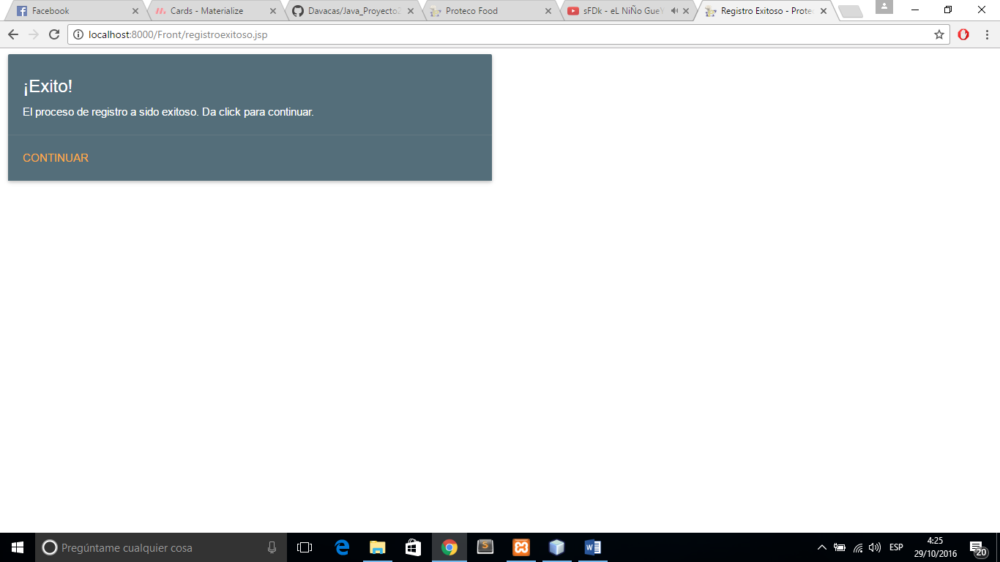 Facebook
Cards - Materialize
Davacas/Java_Proyecto2
Proteco Food
sFDk - eL NiÑo GueY
Registro Exitoso - Protec
localhost:8000/Front/registroexitoso.jsp
¡Exito!
El proceso de registro a sido exitoso. Da click para continuar.
CONTINUAR
Pregúntame cualquier cosa
ESP
4:25
29/10/2016
20